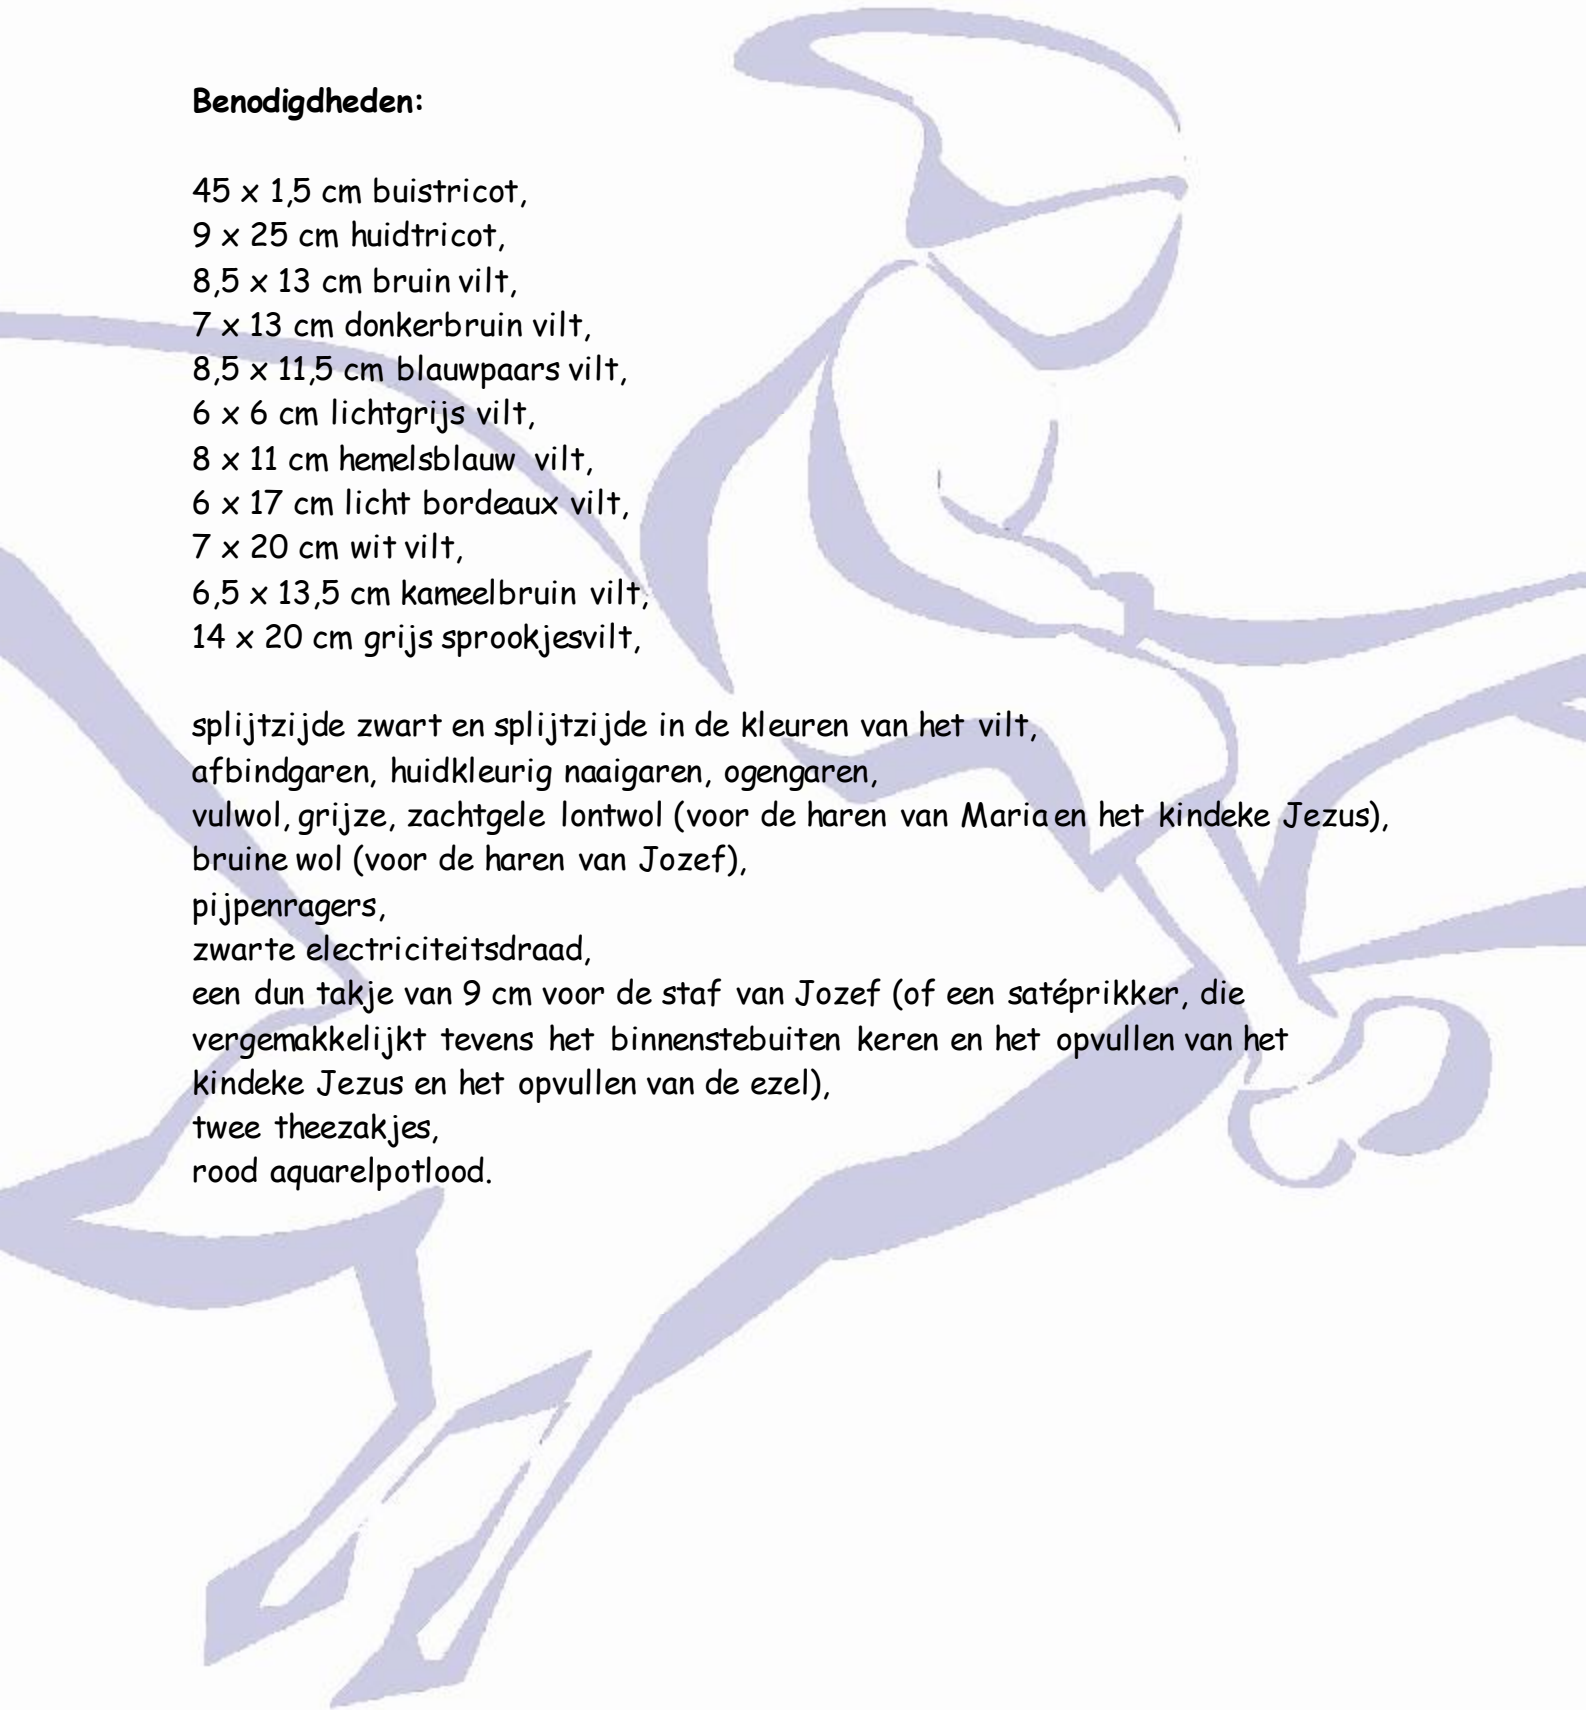 Benodigdheden:
45 x 1,5 cm buistricot,
9 x 25 cm huidtricot,
8,5 x 13 cm bruin vilt,
7 x 13 cm donkerbruin vilt,
8,5 x 11,5 cm blauwpaars vilt,
6 x 6 cm lichtgrijs vilt,
8 x 11 cm hemelsblauw vilt,
6 x 17 cm licht bordeaux vilt,
7 x 20 cm wit vilt,
6,5 x 13,5 cm kameelbruin vilt,
14 x 20 cm grijs sprookjesvilt,
splijtzijde zwart en splijtzijde in de kleuren van het vilt,
afbindgaren, huidkleurig naaigaren, ogengaren,
vulwol, grijze, zachtgele lontwol (voor de haren van Maria en het kindeke Jezus),
bruine wol (voor de haren van Jozef),
pijpenragers,
zwarte electriciteitsdraad,
een dun takje van 9 cm voor de staf van Jozef (of een satéprikker, die
vergemakkelijkt tevens het binnenstebuiten keren en het opvullen van het
kindeke Jezus en het opvullen van de ezel),
twee theezakjes,
rood aquarelpotlood.